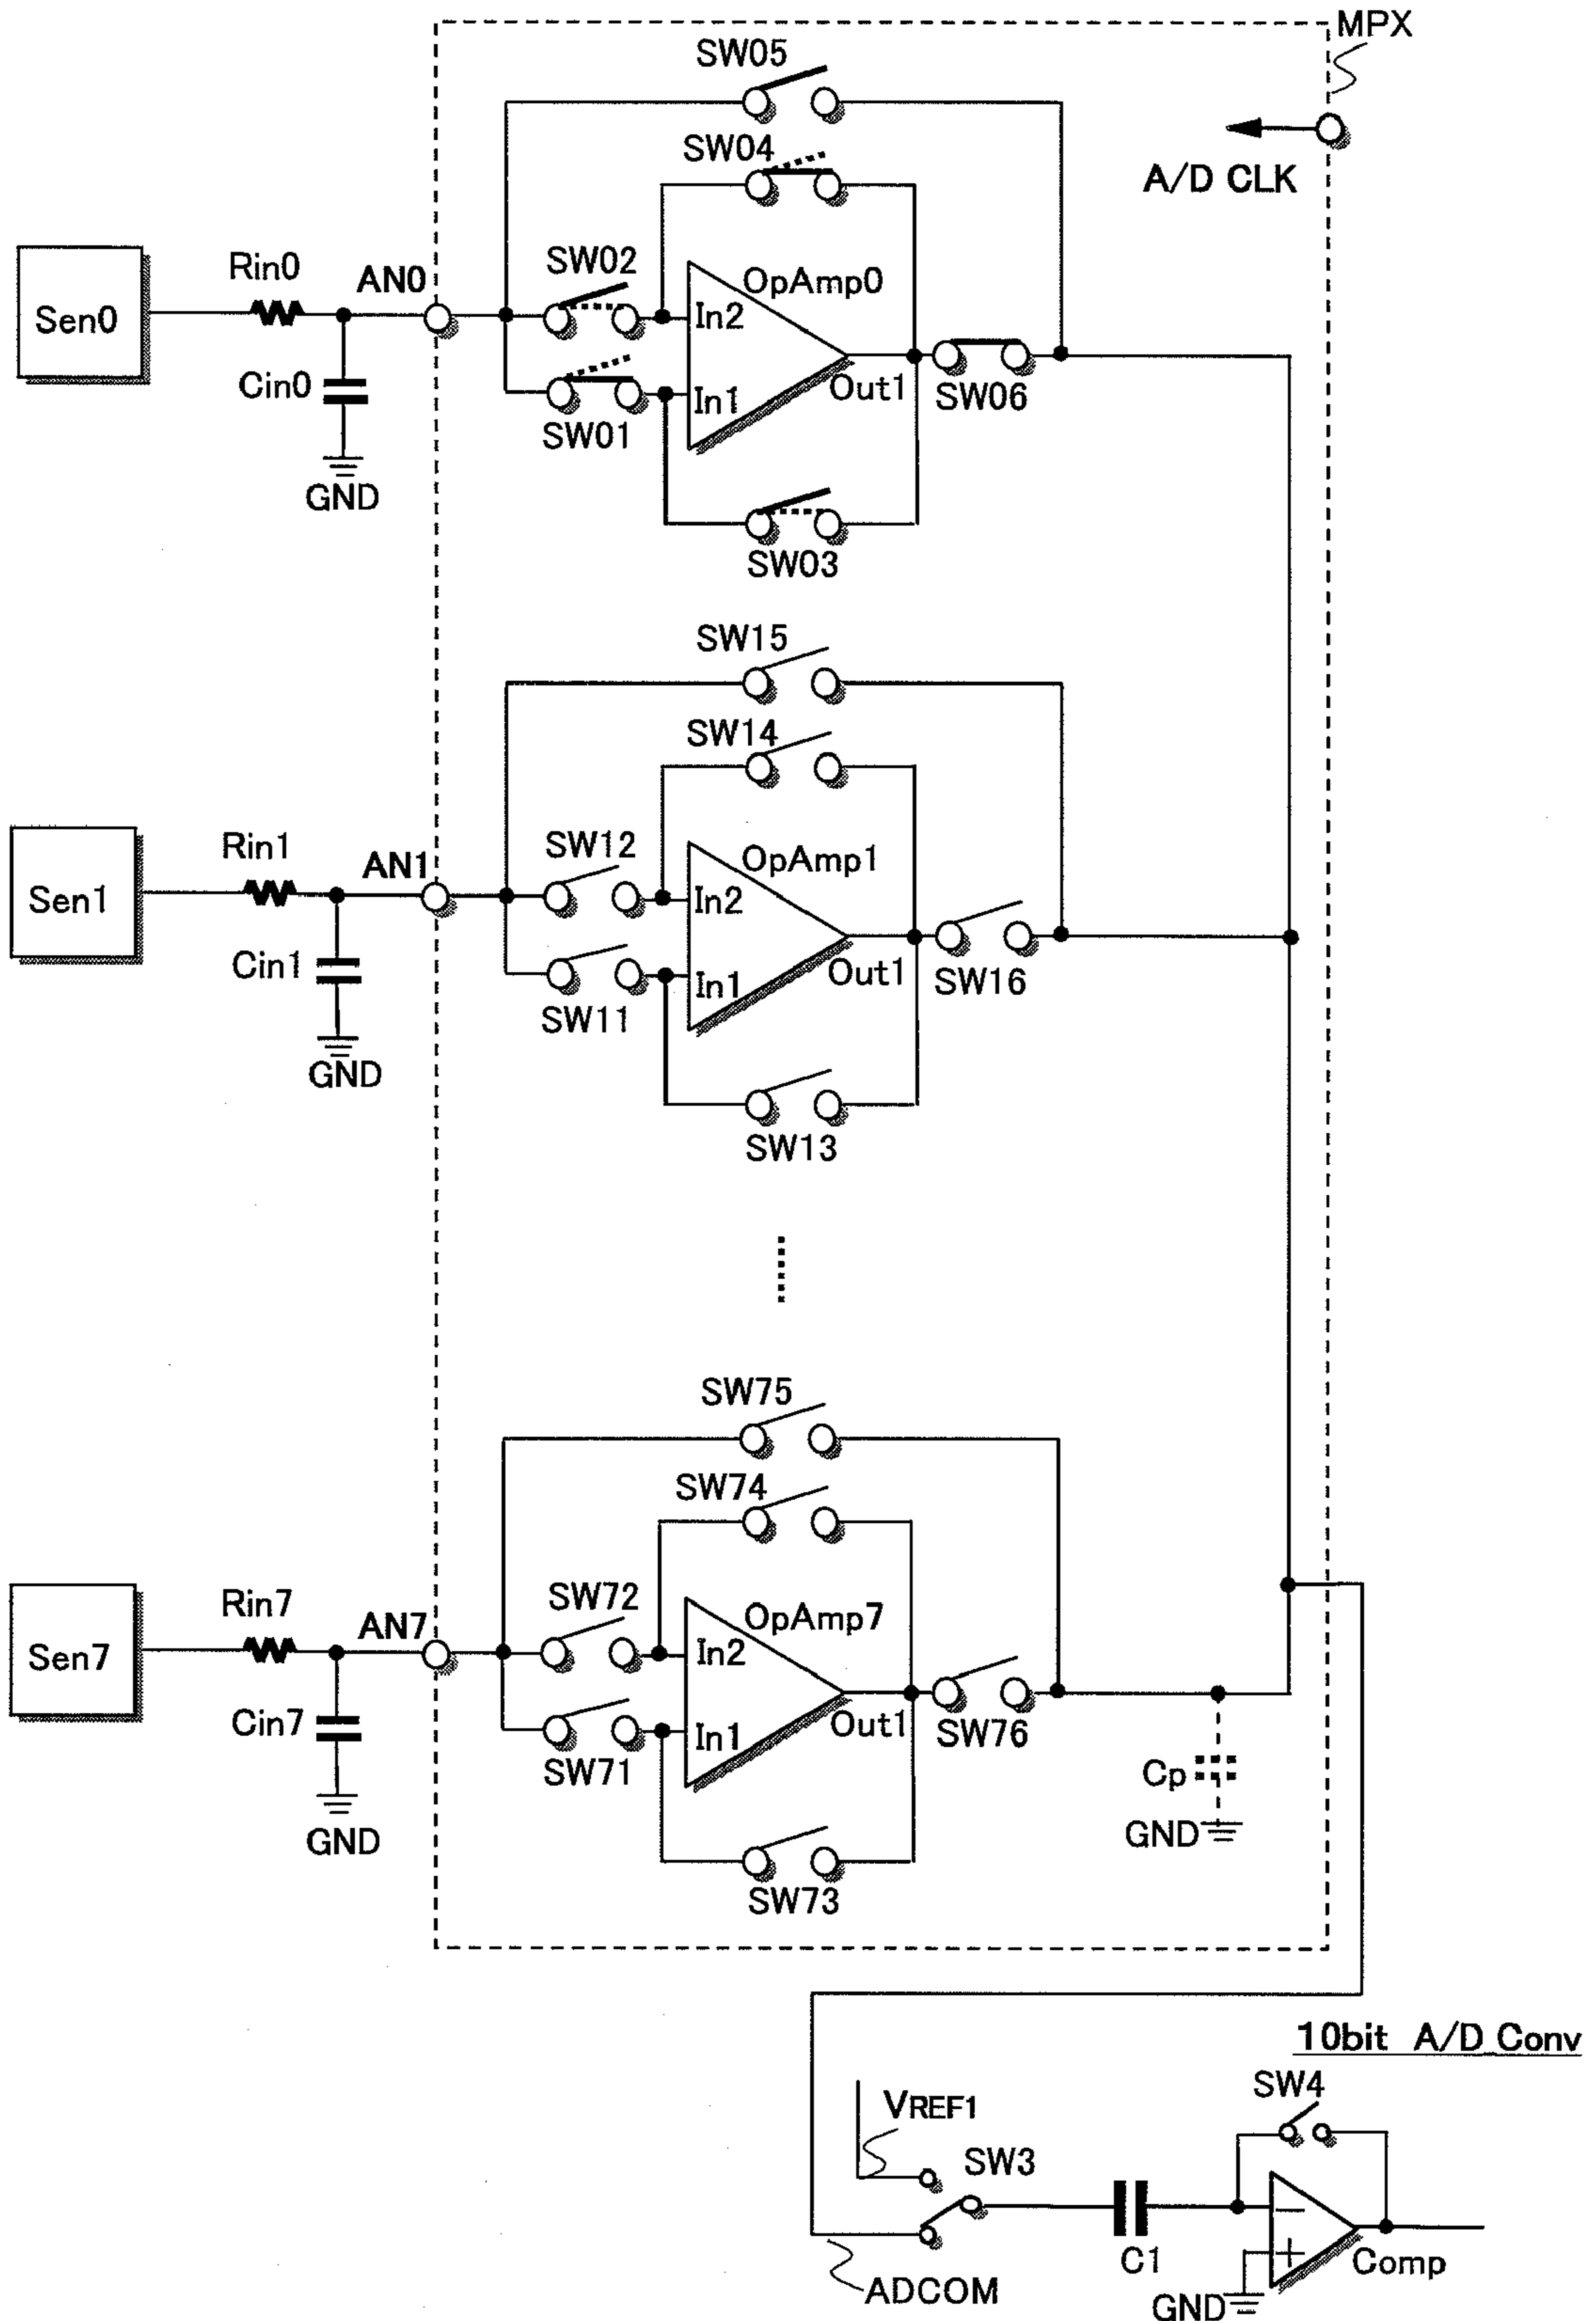 MPX
SW05
SW04
A/D CLK
Sen0
Rin0
AN0
SW02
OpAmp0
In2
Cin0
In1
Out1
SW06
SW01
GND
SW03
SW15
SW14
Sen1
Rin1
AN1
SW12
OpAmp1
In2
Cin1
In1
Out1
SW16
SW11
GND
SW13
SW75
SW74
Sen7
Rin7
AN7
SW72
OpAmp7
In2
Cin7
In1
Out1
SW76
SW71
Cp
GND
GND
SW73
10bit A/D Conv
SW4
VREF1
SW3
−
+
C1
Comp
ADCOM
GND